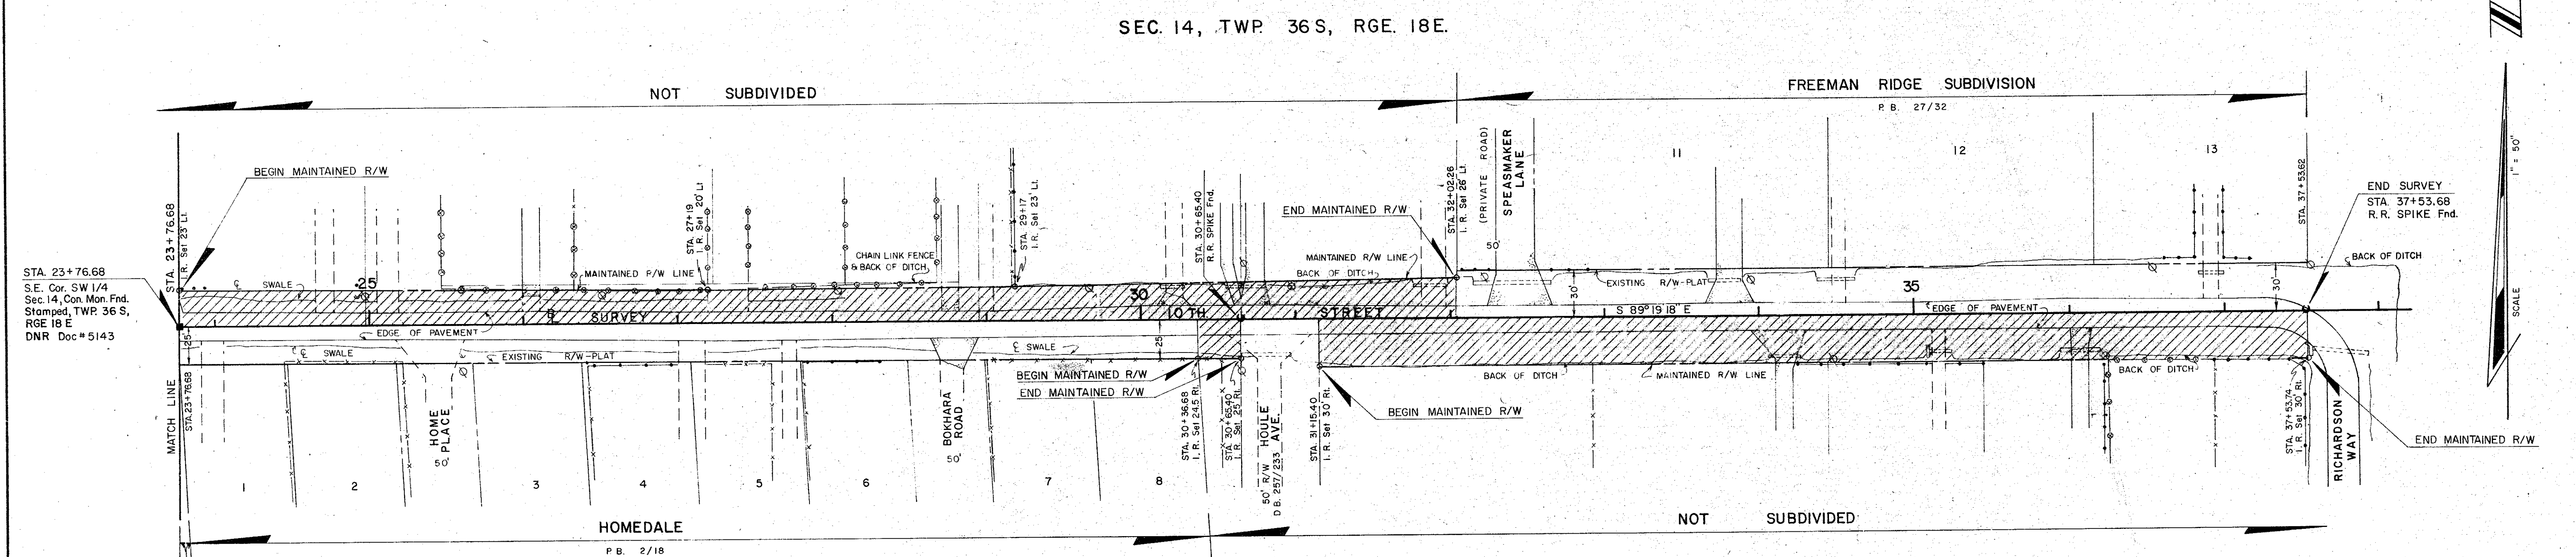 SEC. 14, TWP. 36 S, RGE. 18 E.
NOT SUBDIVIDED
FREEMAN RIDGE SUBDIVISION
P. B. 27/32
BEGIN MAINTAINED R/W
STA. 23+76.68
I. R. Set 23' Lt.
STA. 27+19
I. R. Set 20' Lt
STA. 29+17
I. R. Set 23' Lt.
STA. 30+65.40
R. R. SPIKE Fnd.
END MAINTAINED R/W
STA. 32+02.26
I. R. Set 26' Lt.
(PRIVATE ROAD)
SPEASMAKER
LANE
50'
11
12
13
STA. 37+53.62
END SURVEY
STA. 37+53.68
R. R. SPIKE Fnd.
1" = 50'
SCALE
STA. 23+76.68
S.E. Cor. SW 1/4
Sec. 14, Con. Mon. Fnd.
Stamped, TWP. 36 S,
RGE 18 E
DNR Doc # 5143
℄ SWALE
25
MAINTAINED R/W LINE
CHAIN LINK FENCE
& BACK OF DITCH
30
BACK OF DITCH
MAINTAINED R/W LINE
EXISTING R/W-PLAT
30'
35
30'
BACK OF DITCH
℄ SURVEY
10TH STREET
S 89° 19' 18" E
EDGE OF PAVEMENT
EDGE OF PAVEMENT
25'
℄ SWALE
EXISTING R/W-PLAT
℄ SWALE
25'
BEGIN MAINTAINED R/W
END MAINTAINED R/W
BACK OF DITCH
MAINTAINED R/W LINE
BACK OF DITCH
MATCH LINE
STA. 23+76.68
HOME
PLACE
50'
BOKHARA
ROAD
50'
STA. 30+36.68
I. R. Set 24.5 Rt.
STA. 30+65.40
I. R. Set 25' Rt.
50' R/W HOULE
D. B. 257/233 AVE.
STA. 31+15.40
I. R. Set 30' Rt.
BEGIN MAINTAINED R/W
STA. 37+53.74
I. R. Set 30' Rt.
RICHARDSON
WAY
END MAINTAINED R/W
1
2
3
4
5
6
7
8
HOMEDALE
P B. 2/18
NOT SUBDIVIDED